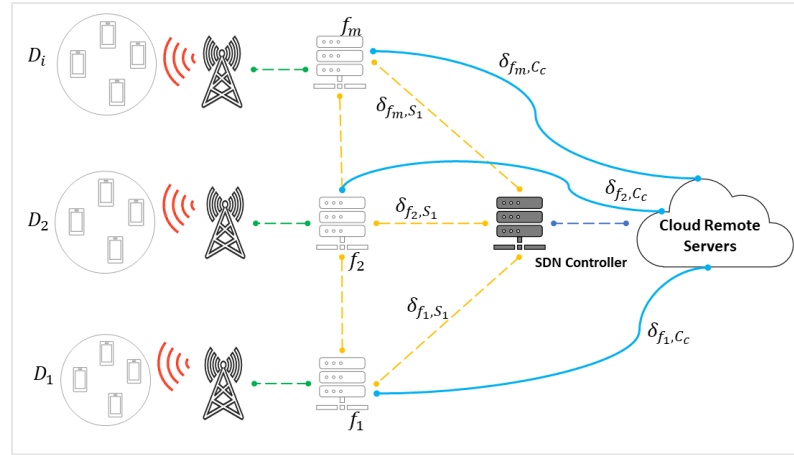 f_m
D_i
δ_{f_m,C_c}
δ_{f_m,S_1}
D_2
δ_{f_2,S_1}
δ_{f_2,C_c}
Cloud Remote
Servers
SDN Controller
f_2
δ_{f_1,S_1}
δ_{f_1,C_c}
D_1
f_1